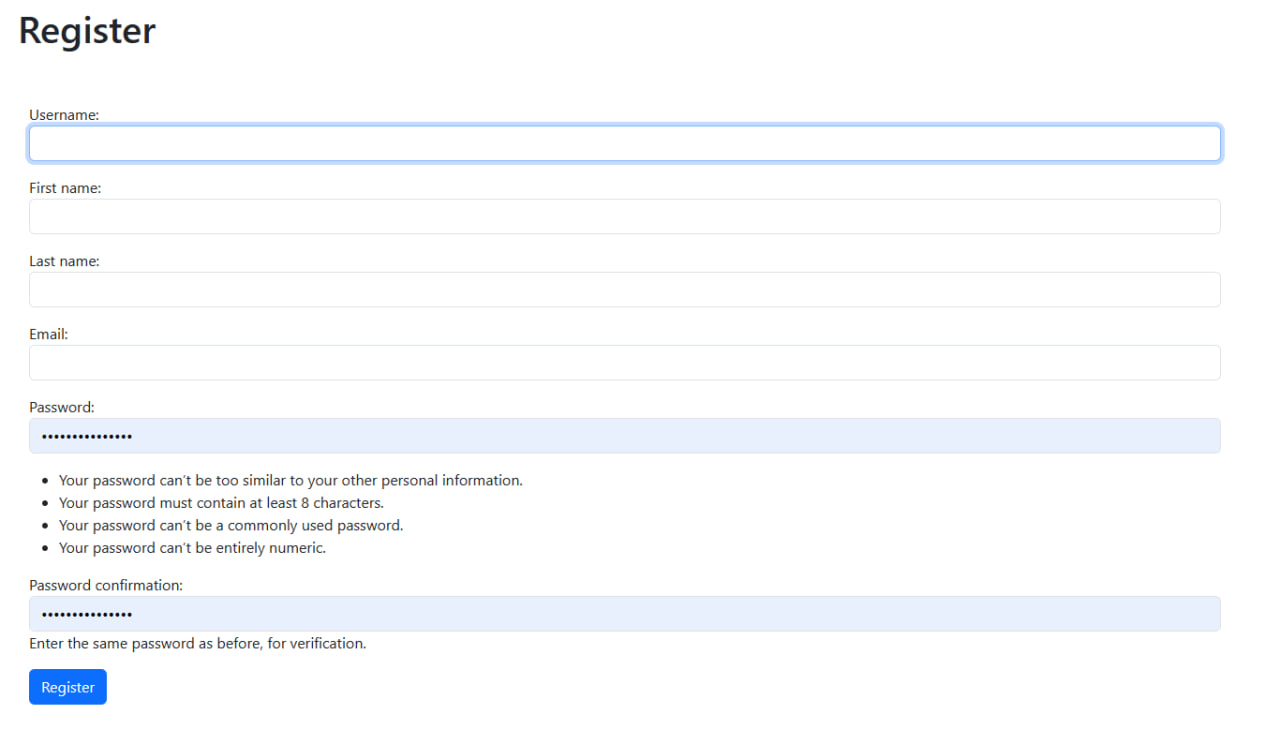 Register
Username:
First name:
Last name:
Email:
Password:
•••••••••••••••
Your password can't be too similar to your other personal information.
Your password must contain at least 8 characters.
Your password can't be a commonly used password.
Your password can't be entirely numeric.
Password confirmation:
•••••••••••••••
Enter the same password as before, for verification.
Register